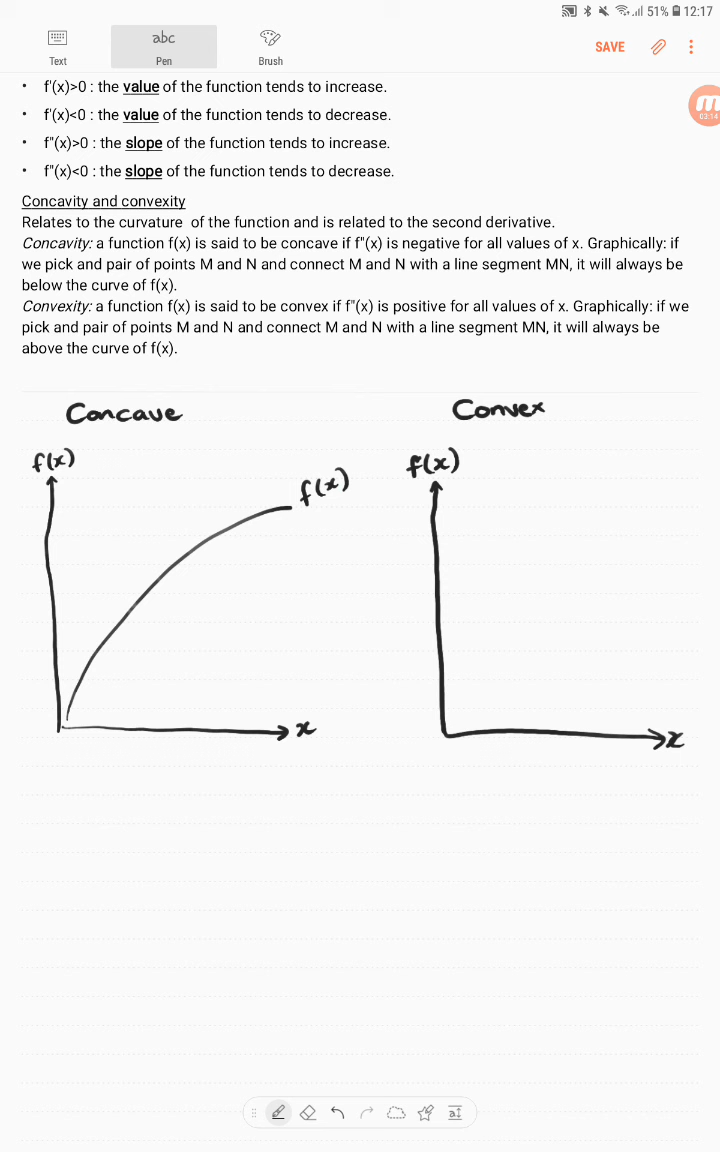 51% 12:17
abc
Text
Pen
Brush
SAVE
m
03:14
• f'(x)>0 : the value of the function tends to increase.
• f'(x)<0 : the value of the function tends to decrease.
• f"(x)>0 : the slope of the function tends to increase.
• f"(x)<0 : the slope of the function tends to decrease.
Concavity and convexity
Relates to the curvature of the function and is related to the second derivative.
Concavity: a function f(x) is said to be concave if f"(x) is negative for all values of x. Graphically: if
we pick and pair of points M and N and connect M and N with a line segment MN, it will always be
below the curve of f(x).
Convexity: a function f(x) is said to be convex if f"(x) is positive for all values of x. Graphically: if we
pick and pair of points M and N and connect M and N with a line segment MN, it will always be
above the curve of f(x).
Concave
Convex
f(x)
f(x)
f(x)
x
x